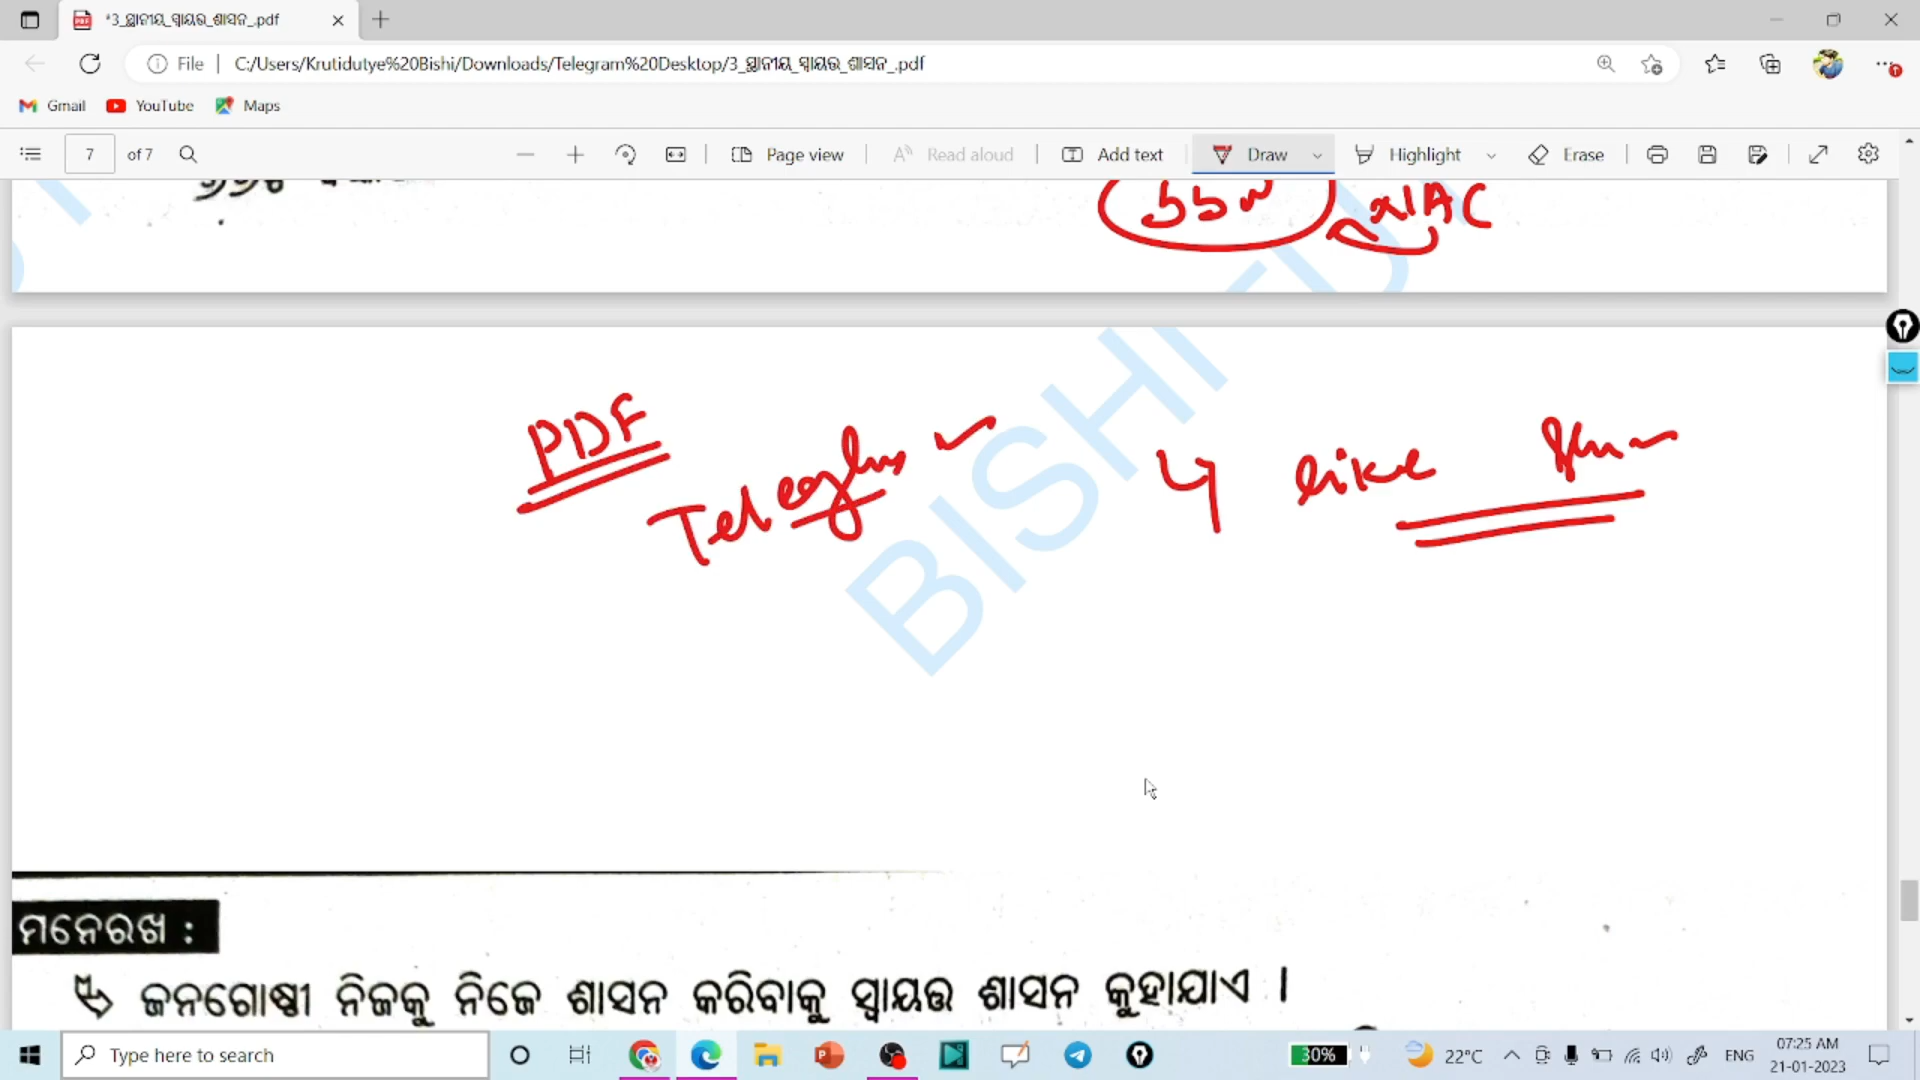 *3_ସ୍ଥାନୀୟ_ସ୍ୱାୟତ୍ତ_ଶାସନ_.pdf
File
C:/Users/Krutidutye%20Bishi/Downloads/Telegram%20Desktop/3_ସ୍ଥାନୀୟ_ସ୍ୱାୟତ୍ତ_ଶାସନ_.pdf
Gmail YouTube Maps
7 of 7 Page view Read aloud Add text Draw Highlight Erase
PDF
like
BISHI
ମନେରଖ :
ଜନଗୋଷ୍ଠୀ ନିଜକୁ ନିଜେ ଶାସନ କରିବାକୁ ସ୍ୱାୟତ୍ତ ଶାସନ କୁହାଯାଏ ।
Type here to search
30% 22°C ENG 07:25 AM
21-01-2023